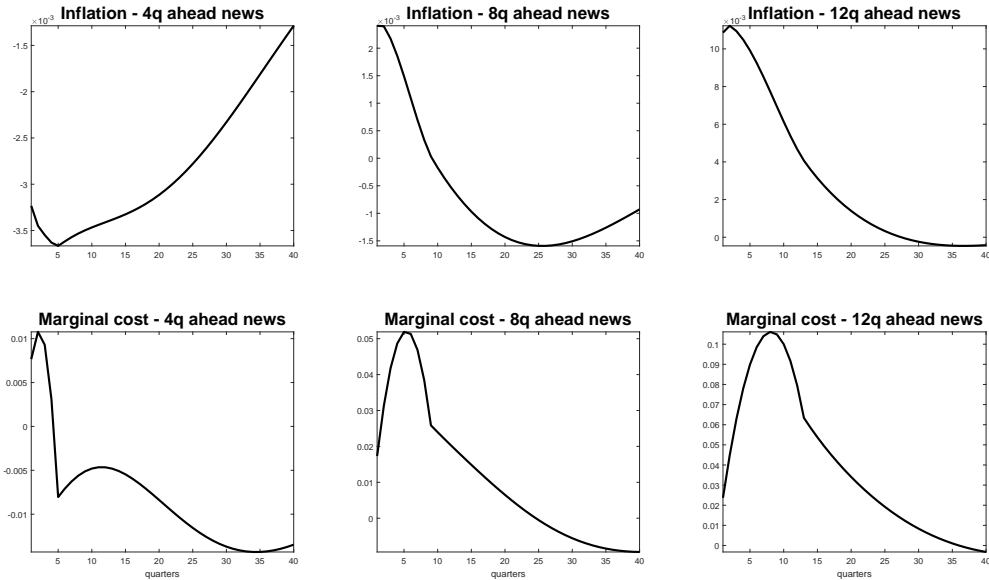 Inflation - 4q ahead news
×10⁻³
-1.5
-2
-2.5
-3
-3.5
5 10 15 20 25 30 35 40
Inflation - 8q ahead news
×10⁻³
2
1.5
1
0.5
0
-0.5
-1
-1.5
5 10 15 20 25 30 35 40
Inflation - 12q ahead news
×10⁻³
10
8
6
4
2
0
5 10 15 20 25 30 35 40
Marginal cost - 4q ahead news
0.01
0.005
0
-0.005
-0.01
5 10 15 20 25 30 35 40
quarters
Marginal cost - 8q ahead news
0.05
0.04
0.03
0.02
0.01
0
5 10 15 20 25 30 35 40
quarters
Marginal cost - 12q ahead news
0.1
0.09
0.08
0.07
0.06
0.05
0.04
0.03
0.02
0.01
0
5 10 15 20 25 30 35 40
quarters